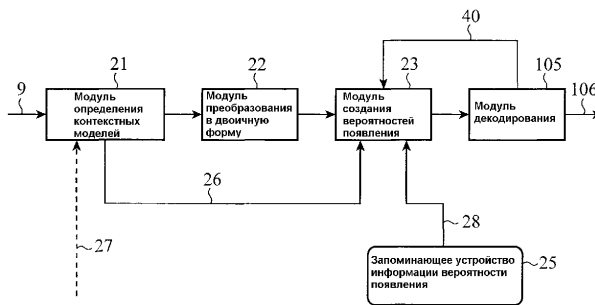 40
21
22
23
105
9
106
Модуль
определения
контекстных
моделей
Модуль
преобразования
в двоичную
форму
Модуль
создания
вероятностей
появления
Модуль
декодирования
26
27
28
25
Запоминающее устройство
информации вероятности
появления